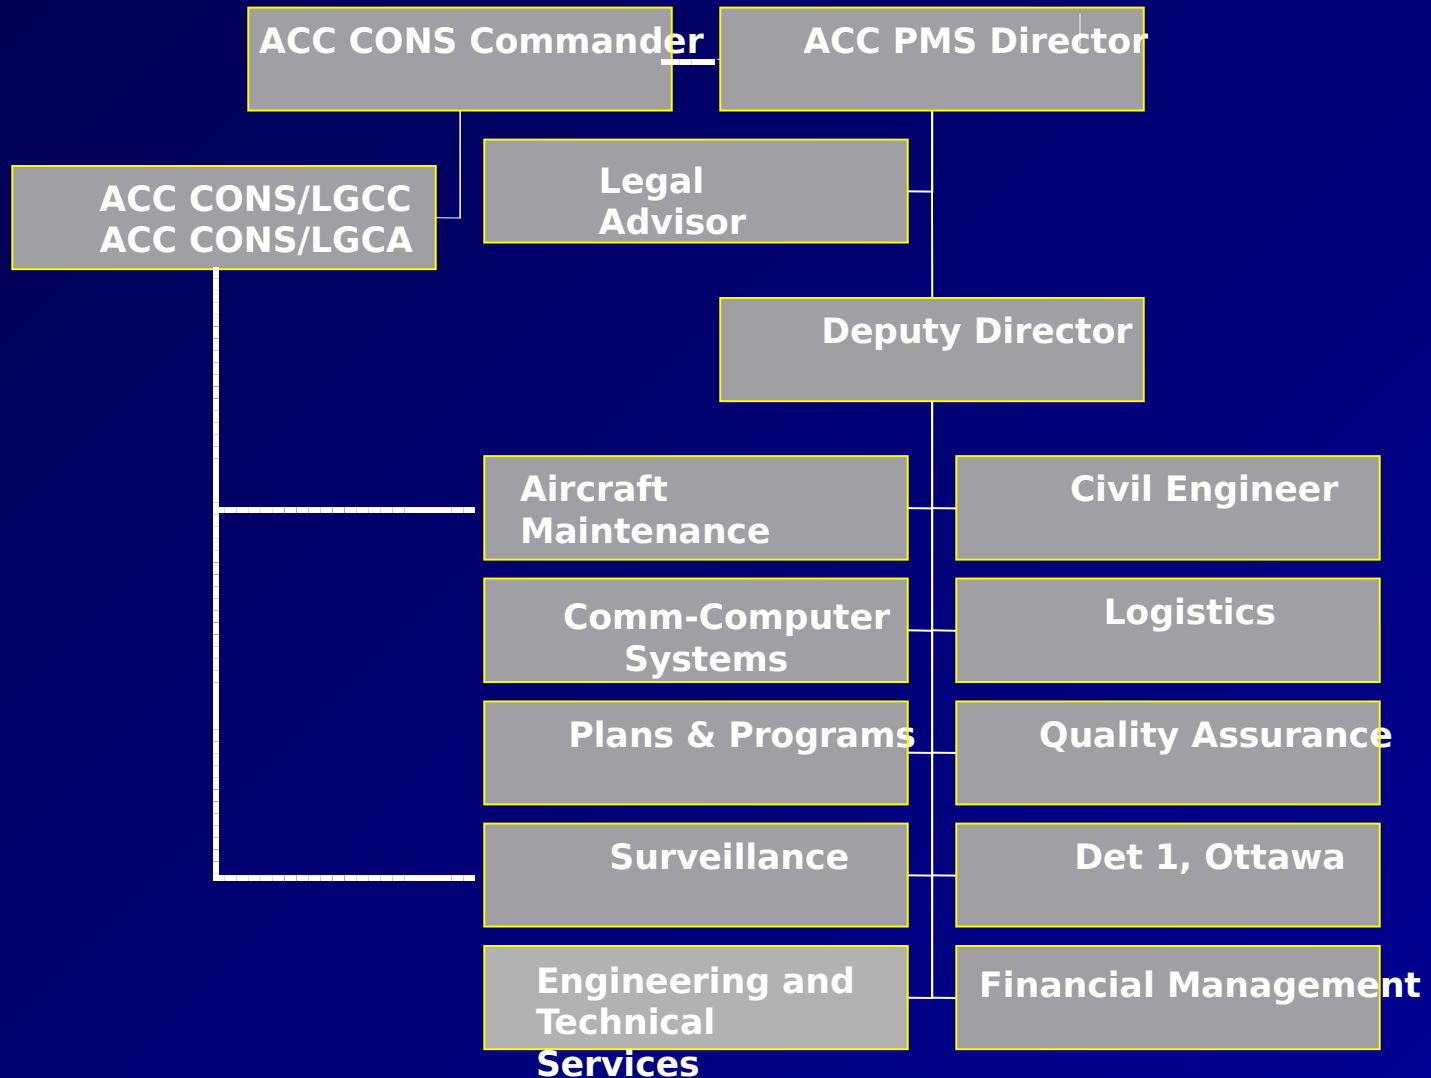 ACC CONS Commander
ACC PMS Director
Legal
Advisor
ACC CONS/LGCC
ACC CONS/LGCA
Deputy Director
Aircraft
Maintenance
Civil Engineer
Comm-Computer
Systems
Logistics
Plans & Programs
Quality Assurance
Surveillance
Det 1, Ottawa
Engineering and
Technical
Services
Financial Management